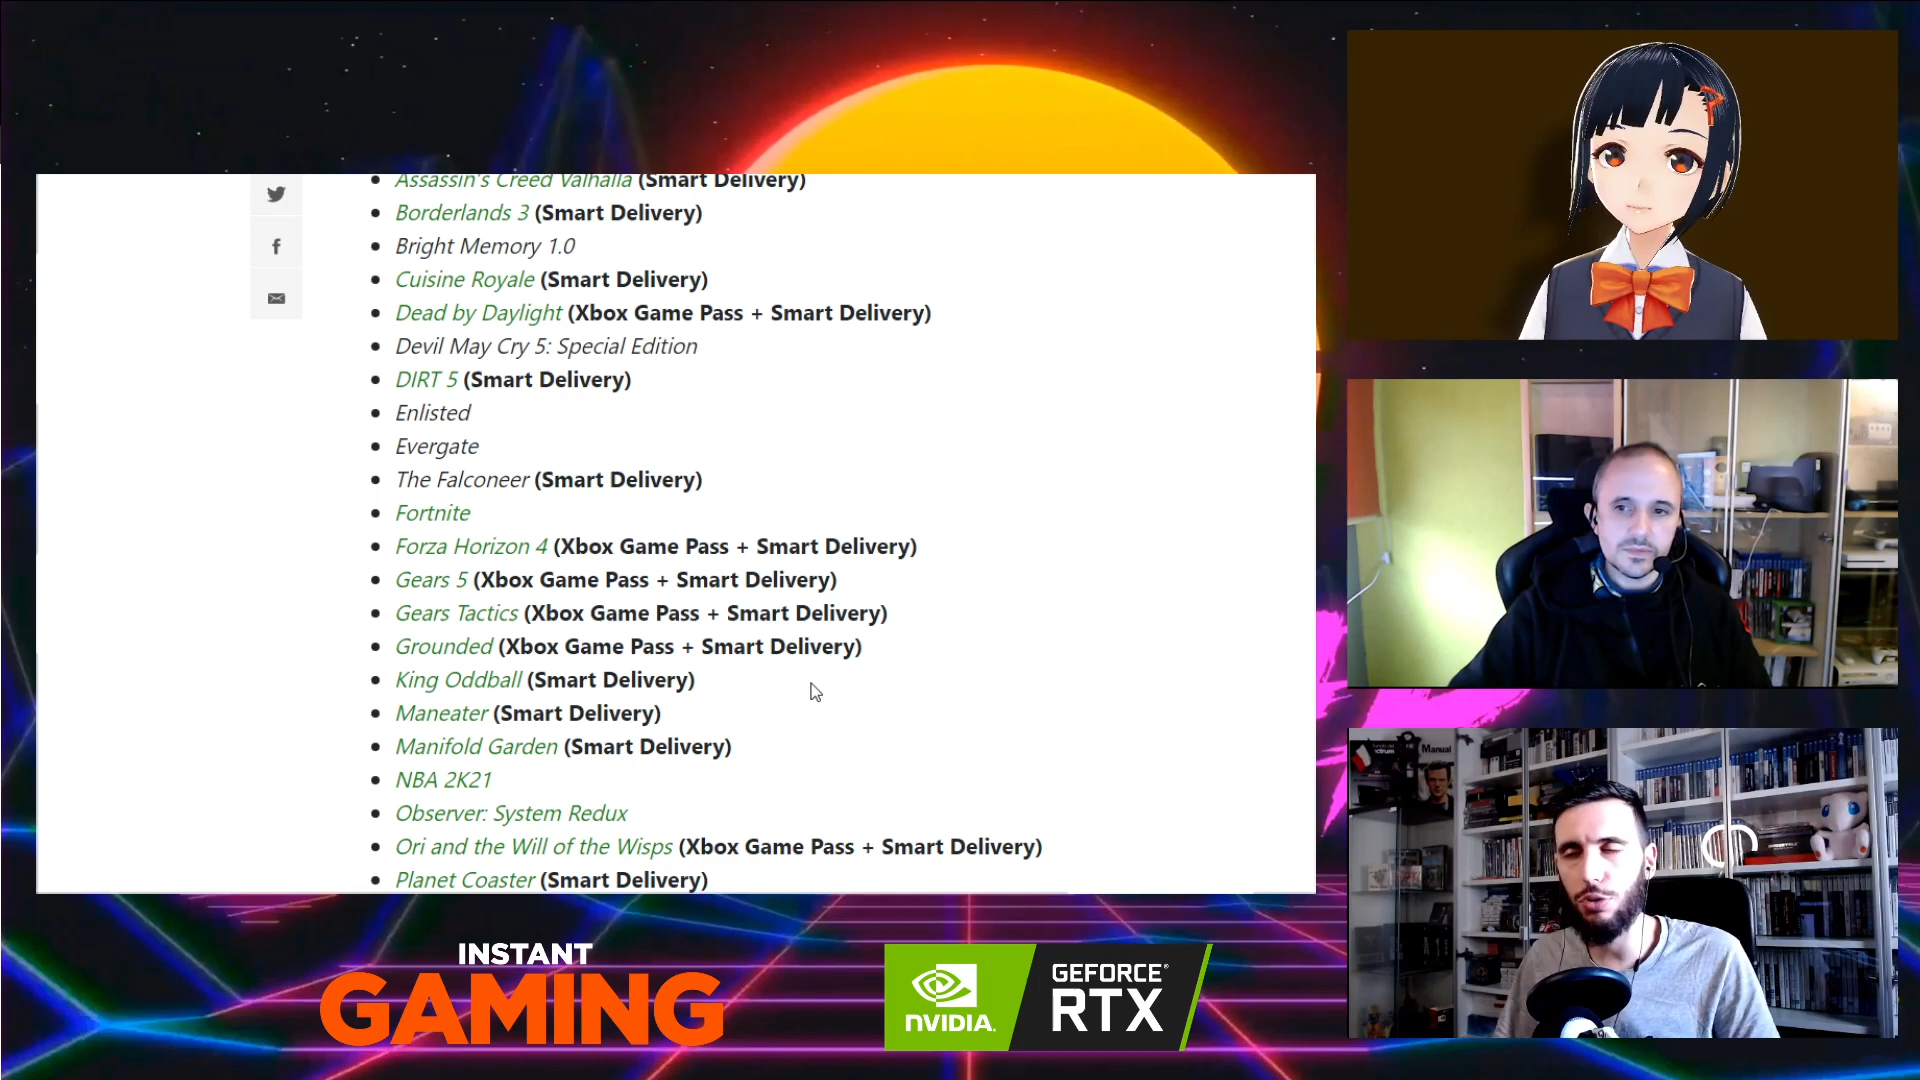 Assassin's Creed Valhalla (Smart Delivery)
Borderlands 3 (Smart Delivery)
Bright Memory 1.0
Cuisine Royale (Smart Delivery)
Dead by Daylight (Xbox Game Pass + Smart Delivery)
Devil May Cry 5: Special Edition
DIRT 5 (Smart Delivery)
Enlisted
Evergate
The Falconeer (Smart Delivery)
Fortnite
Forza Horizon 4 (Xbox Game Pass + Smart Delivery)
Gears 5 (Xbox Game Pass + Smart Delivery)
Gears Tactics (Xbox Game Pass + Smart Delivery)
Grounded (Xbox Game Pass + Smart Delivery)
King Oddball (Smart Delivery)
Maneater (Smart Delivery)
Manifold Garden (Smart Delivery)
NBA 2K21
Observer: System Redux
Ori and the Will of the Wisps (Xbox Game Pass + Smart Delivery)
Planet Coaster (Smart Delivery)
INSTANT
GAMING
NVIDIA.
GEFORCE®
RTX
Manual